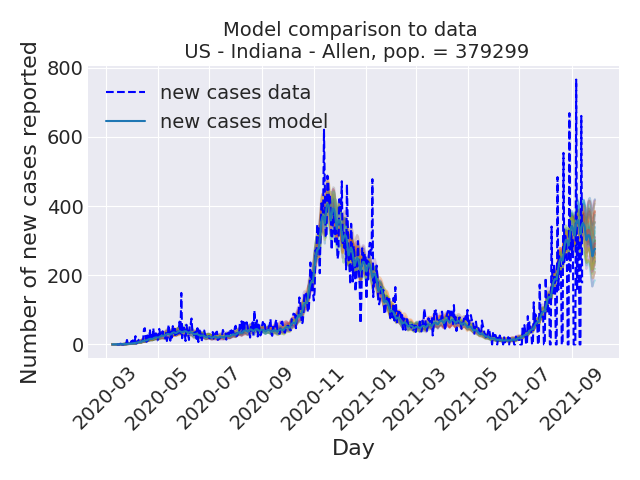 Model comparison to data
US - Indiana - Allen, pop. = 379299
Number of new cases reported
800
600
400
200
0
new cases data
new cases model
2020-03
2020-05
2020-07
2020-09
2020-11
2021-01
2021-03
2021-05
2021-07
2021-09
Day